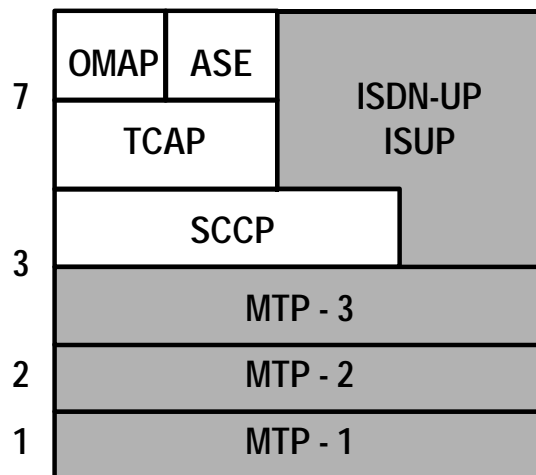 OMAP ASE
7
ISDN-UP
ISUP
TCAP
SCCP
3
MTP - 3
2
MTP - 2
1
MTP - 1